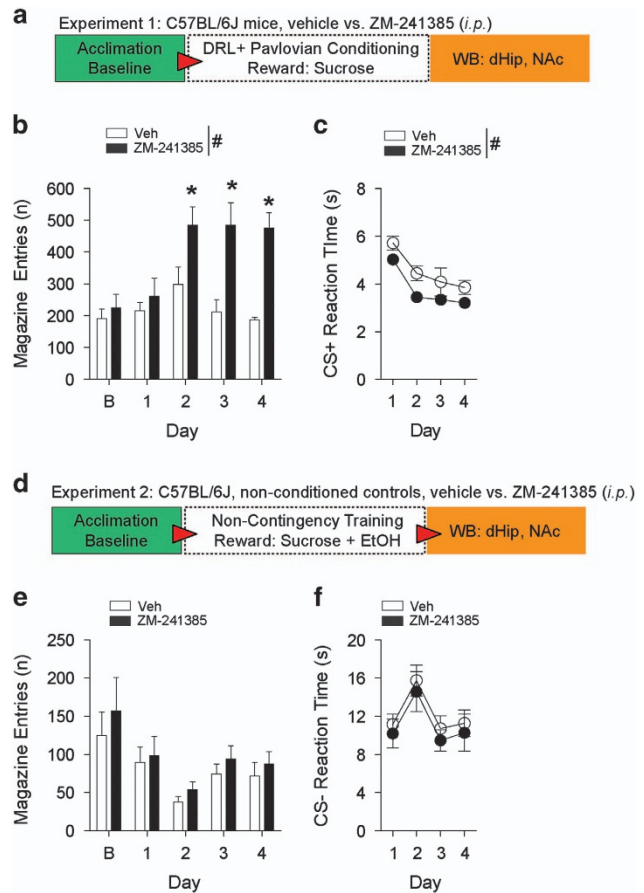 a
Experiment 1: C57BL/6J mice, vehicle vs. ZM-241385 (i.p.)
Acclimation
Baseline
DRL+ Pavlovian Conditioning
Reward: Sucrose
WB: dHip, NAc
b
Veh
ZM-241385
#
Magazine Entries (n)
600
500
400
300
200
100
0
* * *
B 1 2 3 4
Day
c
Veh
ZM-241385
#
CS+ Reaction TIme (s)
8
6
4
2
0
1 2 3 4
Day
d
Experiment 2: C57BL/6J, non-conditioned controls, vehicle vs. ZM-241385 (i.p.)
Acclimation
Baseline
Non-Contingency Training
Reward: Sucrose + EtOH
WB: dHip, NAc
e
Veh
ZM-241385
Magazine Entries (n)
250
200
150
100
50
0
B 1 2 3 4
Day
f
Veh
ZM-241385
CS- Reaction Time (s)
20
16
12
8
4
0
1 2 3 4
Day